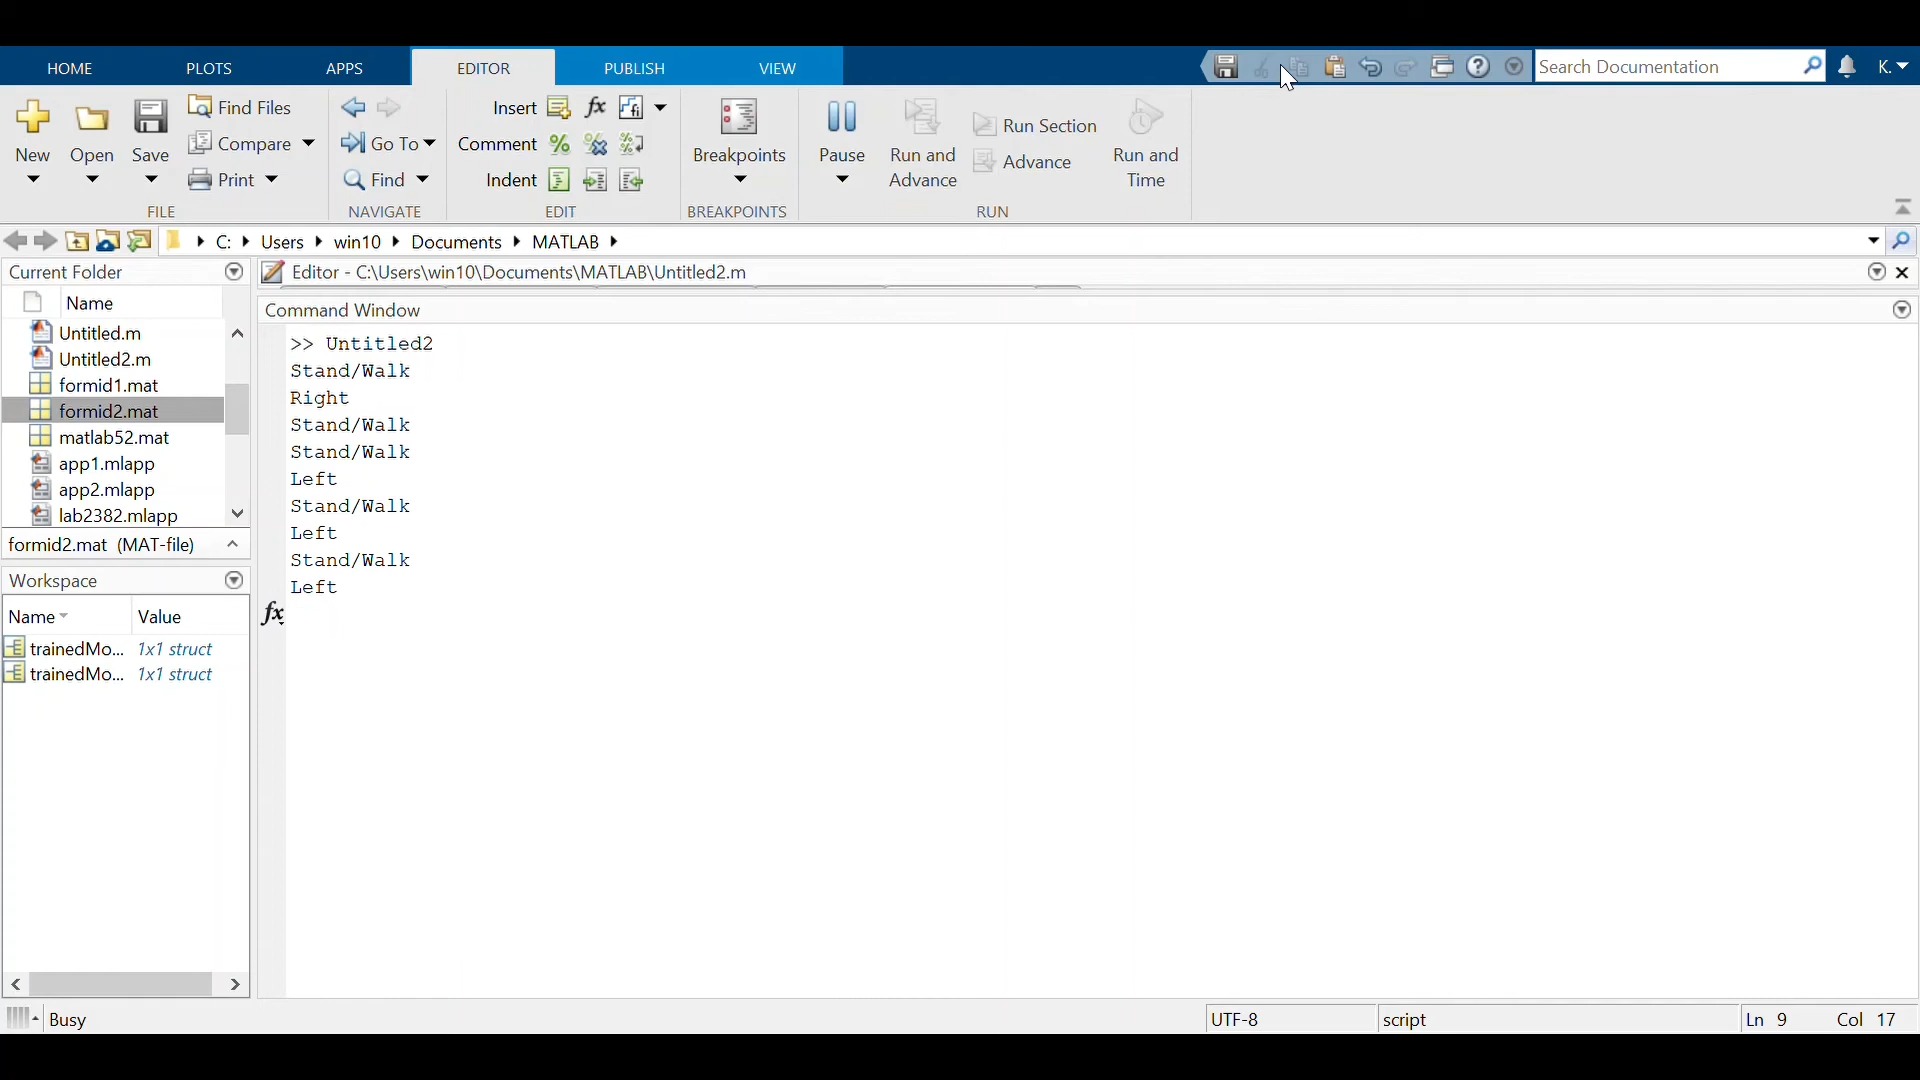 HOME PLOTS APPS EDITOR PUBLISH VIEW Search Documentation K.
New Open Save Find Files Compare Print
Go To Find
Insert fx fi
Comment % % %
Indent
Breakpoints Pause Run and Advance Run Section Advance Run and Time
FILE NAVIGATE EDIT BREAKPOINTS RUN
C: Users win10 Documents MATLAB
Current Folder
Name
Untitled.m
Untitled2.m
formid1.mat
formid2.mat
matlab52.mat
app1.mlapp
app2.mlapp
lab2382.mlapp
formid2.mat (MAT-file)
Workspace
Name Value
trainedMo... 1x1 struct
trainedMo... 1x1 struct
Editor - C:\Users\win10\Documents\MATLAB\Untitled2.m
Command Window
>> Untitled2
Stand/Walk
Right
Stand/Walk
Stand/Walk
Left
Stand/Walk
Left
Stand/Walk
Left
fx
Busy UTF-8 script Ln 9 Col 17